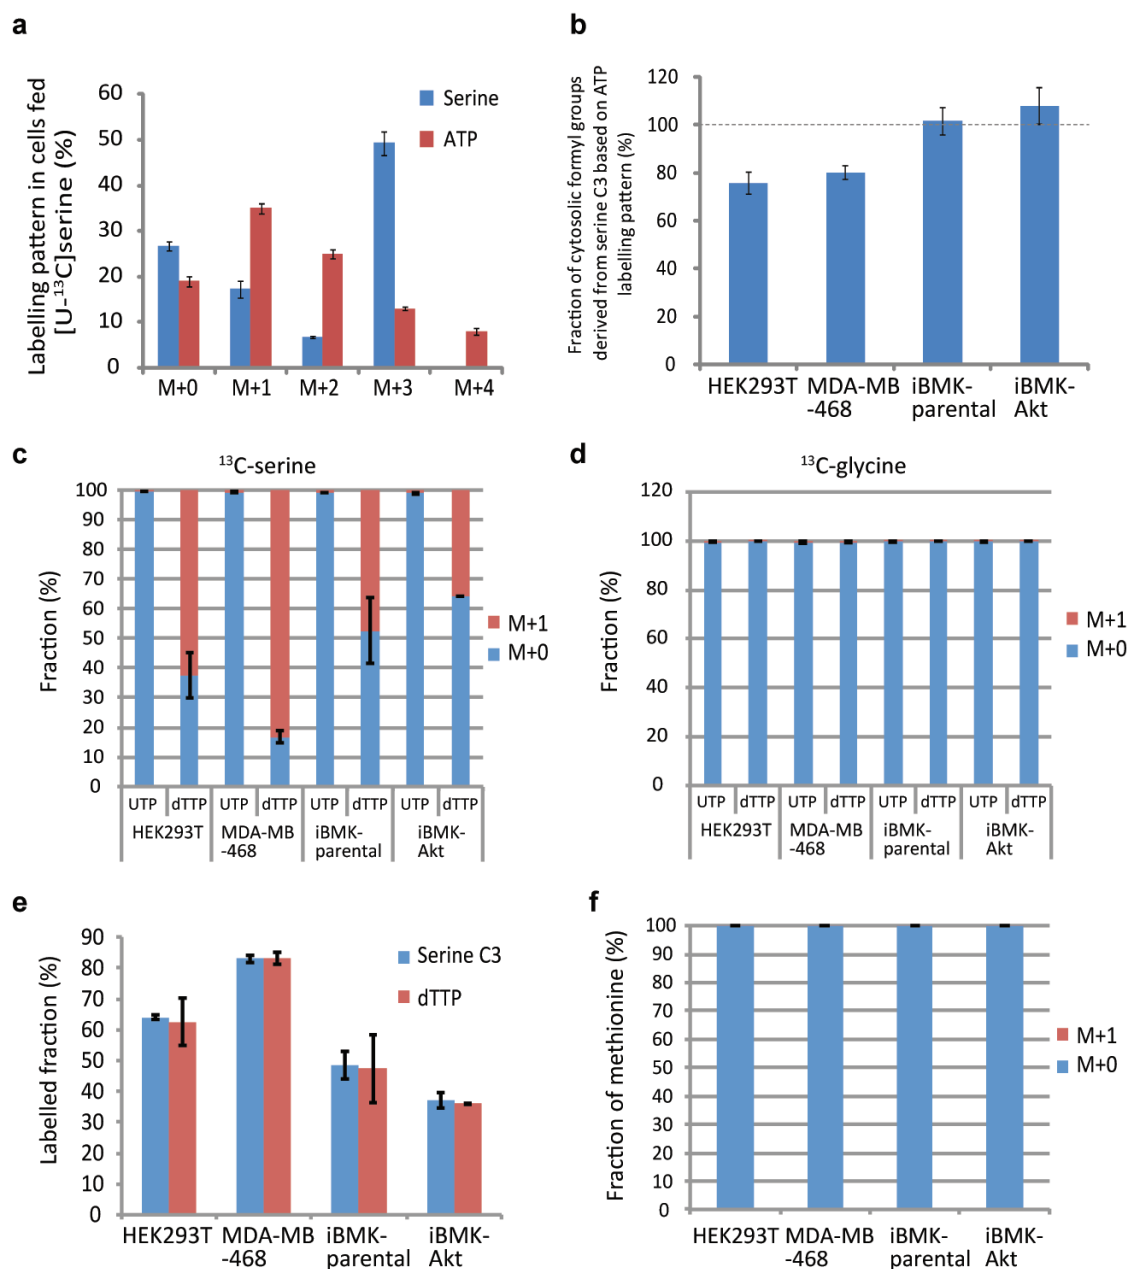 a
Labelling pattern in cells fed
[U-¹³C]serine (%)
60
50
40
30
20
10
0
Serine
ATP
M+0 M+1 M+2 M+3 M+4
b
Fraction of cytosolic formyl groups
derived from serine C3 based on ATP
labelling pattern (%)
120
100
80
60
40
20
0
HEK293T MDA-MB iBMK- iBMK-
-468 parental Akt
c
¹³C-serine
Fraction (%)
100
90
80
70
60
50
40
30
20
10
0
M+1
M+0
UTP dTTP UTP dTTP UTP dTTP UTP dTTP
HEK293T MDA-MB iBMK- iBMK-
-468 parental Akt
d
¹³C-glycine
Fraction (%)
120
100
80
60
40
20
0
M+1
M+0
UTP dTTP UTP dTTP UTP dTTP UTP dTTP
HEK293T MDA-MB iBMK- iBMK-
-468 parental Akt
e
Labelled fraction (%)
90
80
70
60
50
40
30
20
10
0
Serine C3
dTTP
HEK293T MDA-MB iBMK- iBMK-
-468 parental Akt
f
Fraction of methionine (%)
100
90
80
70
60
50
40
30
20
10
0
M+1
M+0
HEK293T MDA-MB iBMK- iBMK-
-468 parental Akt